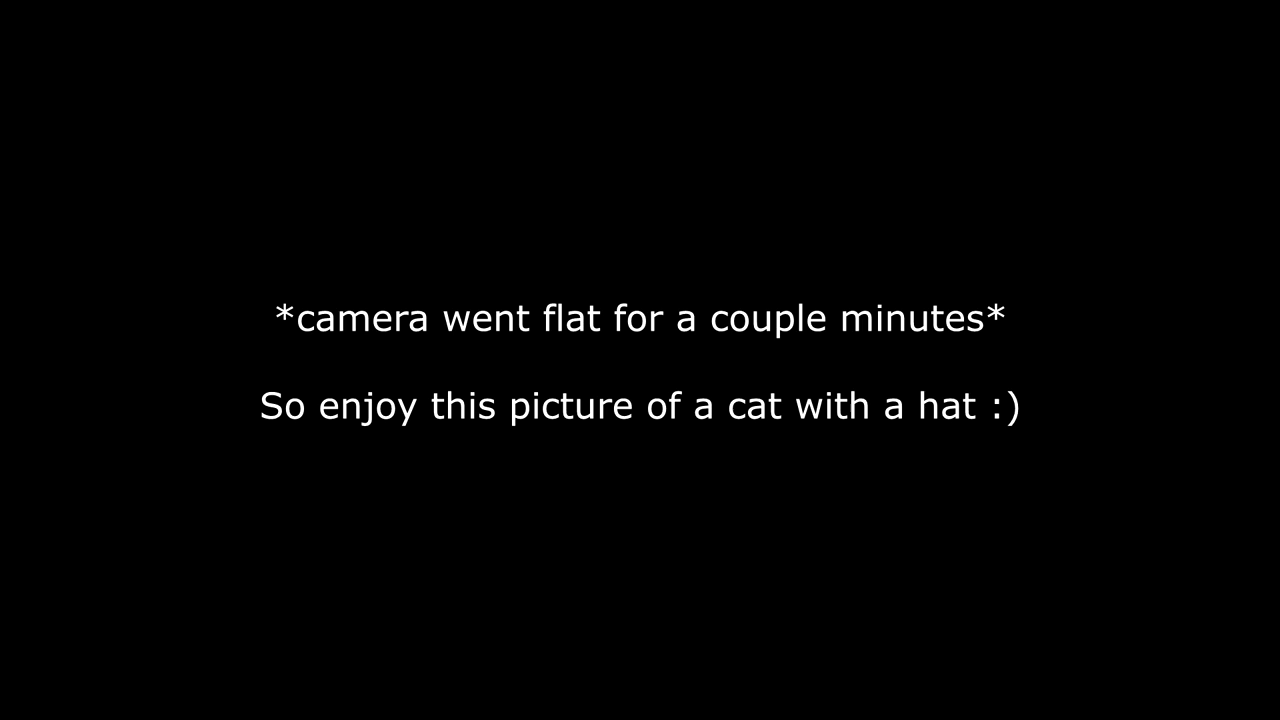 *camera went flat for a couple minutes*
So enjoy this picture of a cat with a hat :)